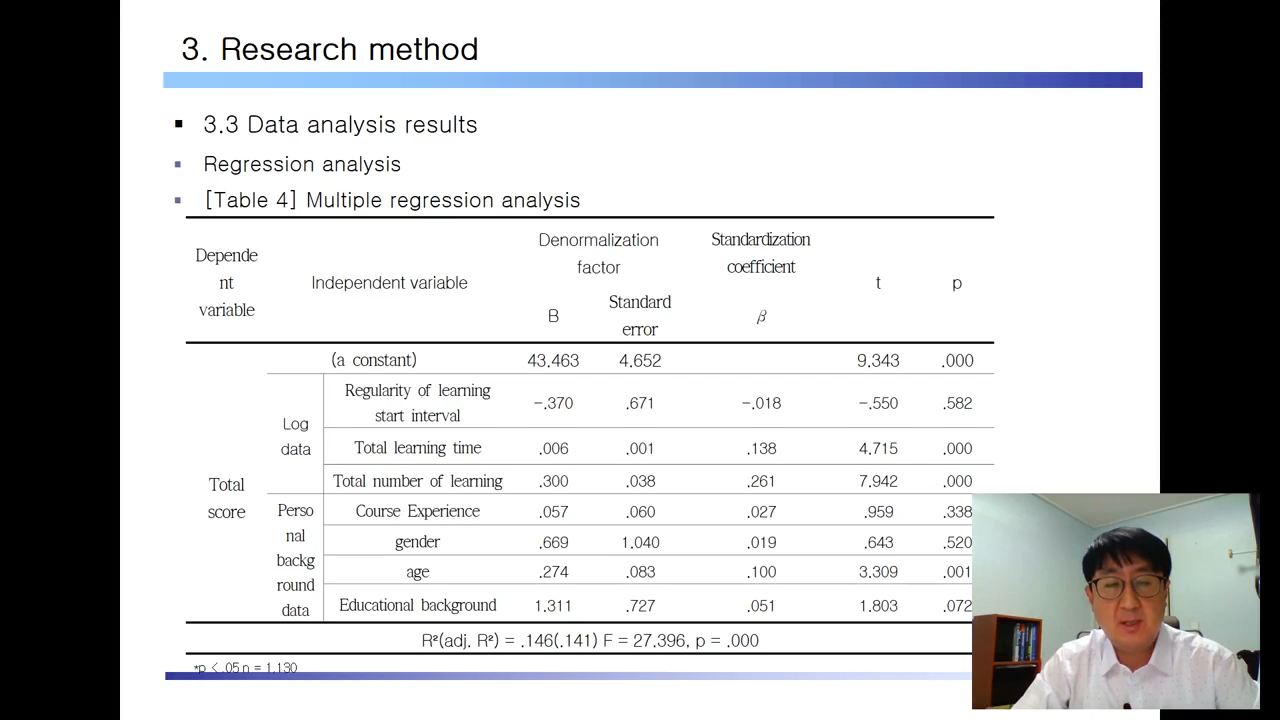 3. Research method
▪ 3.3 Data analysis results
▪ Regression analysis
▪ [Table 4] Multiple regression analysis
Depende
nt
variable
Independent variable
Denormalization
factor
Standardization
coefficient
t
p
B
Standard
error
β
(a constant) 43.463 4.652 9.343 .000
Total
score
Log
data
Regularity of learning
start interval
-.370 .671 -.018 -.550 .582
Total learning time .006 .001 .138 4.715 .000
Total number of learning .300 .038 .261 7.942 .000
Perso
nal
backg
round
data
Course Experience .057 .060 .027 .959 .338
gender .669 1.040 .019 .643 .520
age .274 .083 .100 3.309 .001
Educational background 1.311 .727 .051 1.803 .072
R²(adj. R²) = .146(.141) F = 27.396, p = .000
*p < .05 n = 1,130